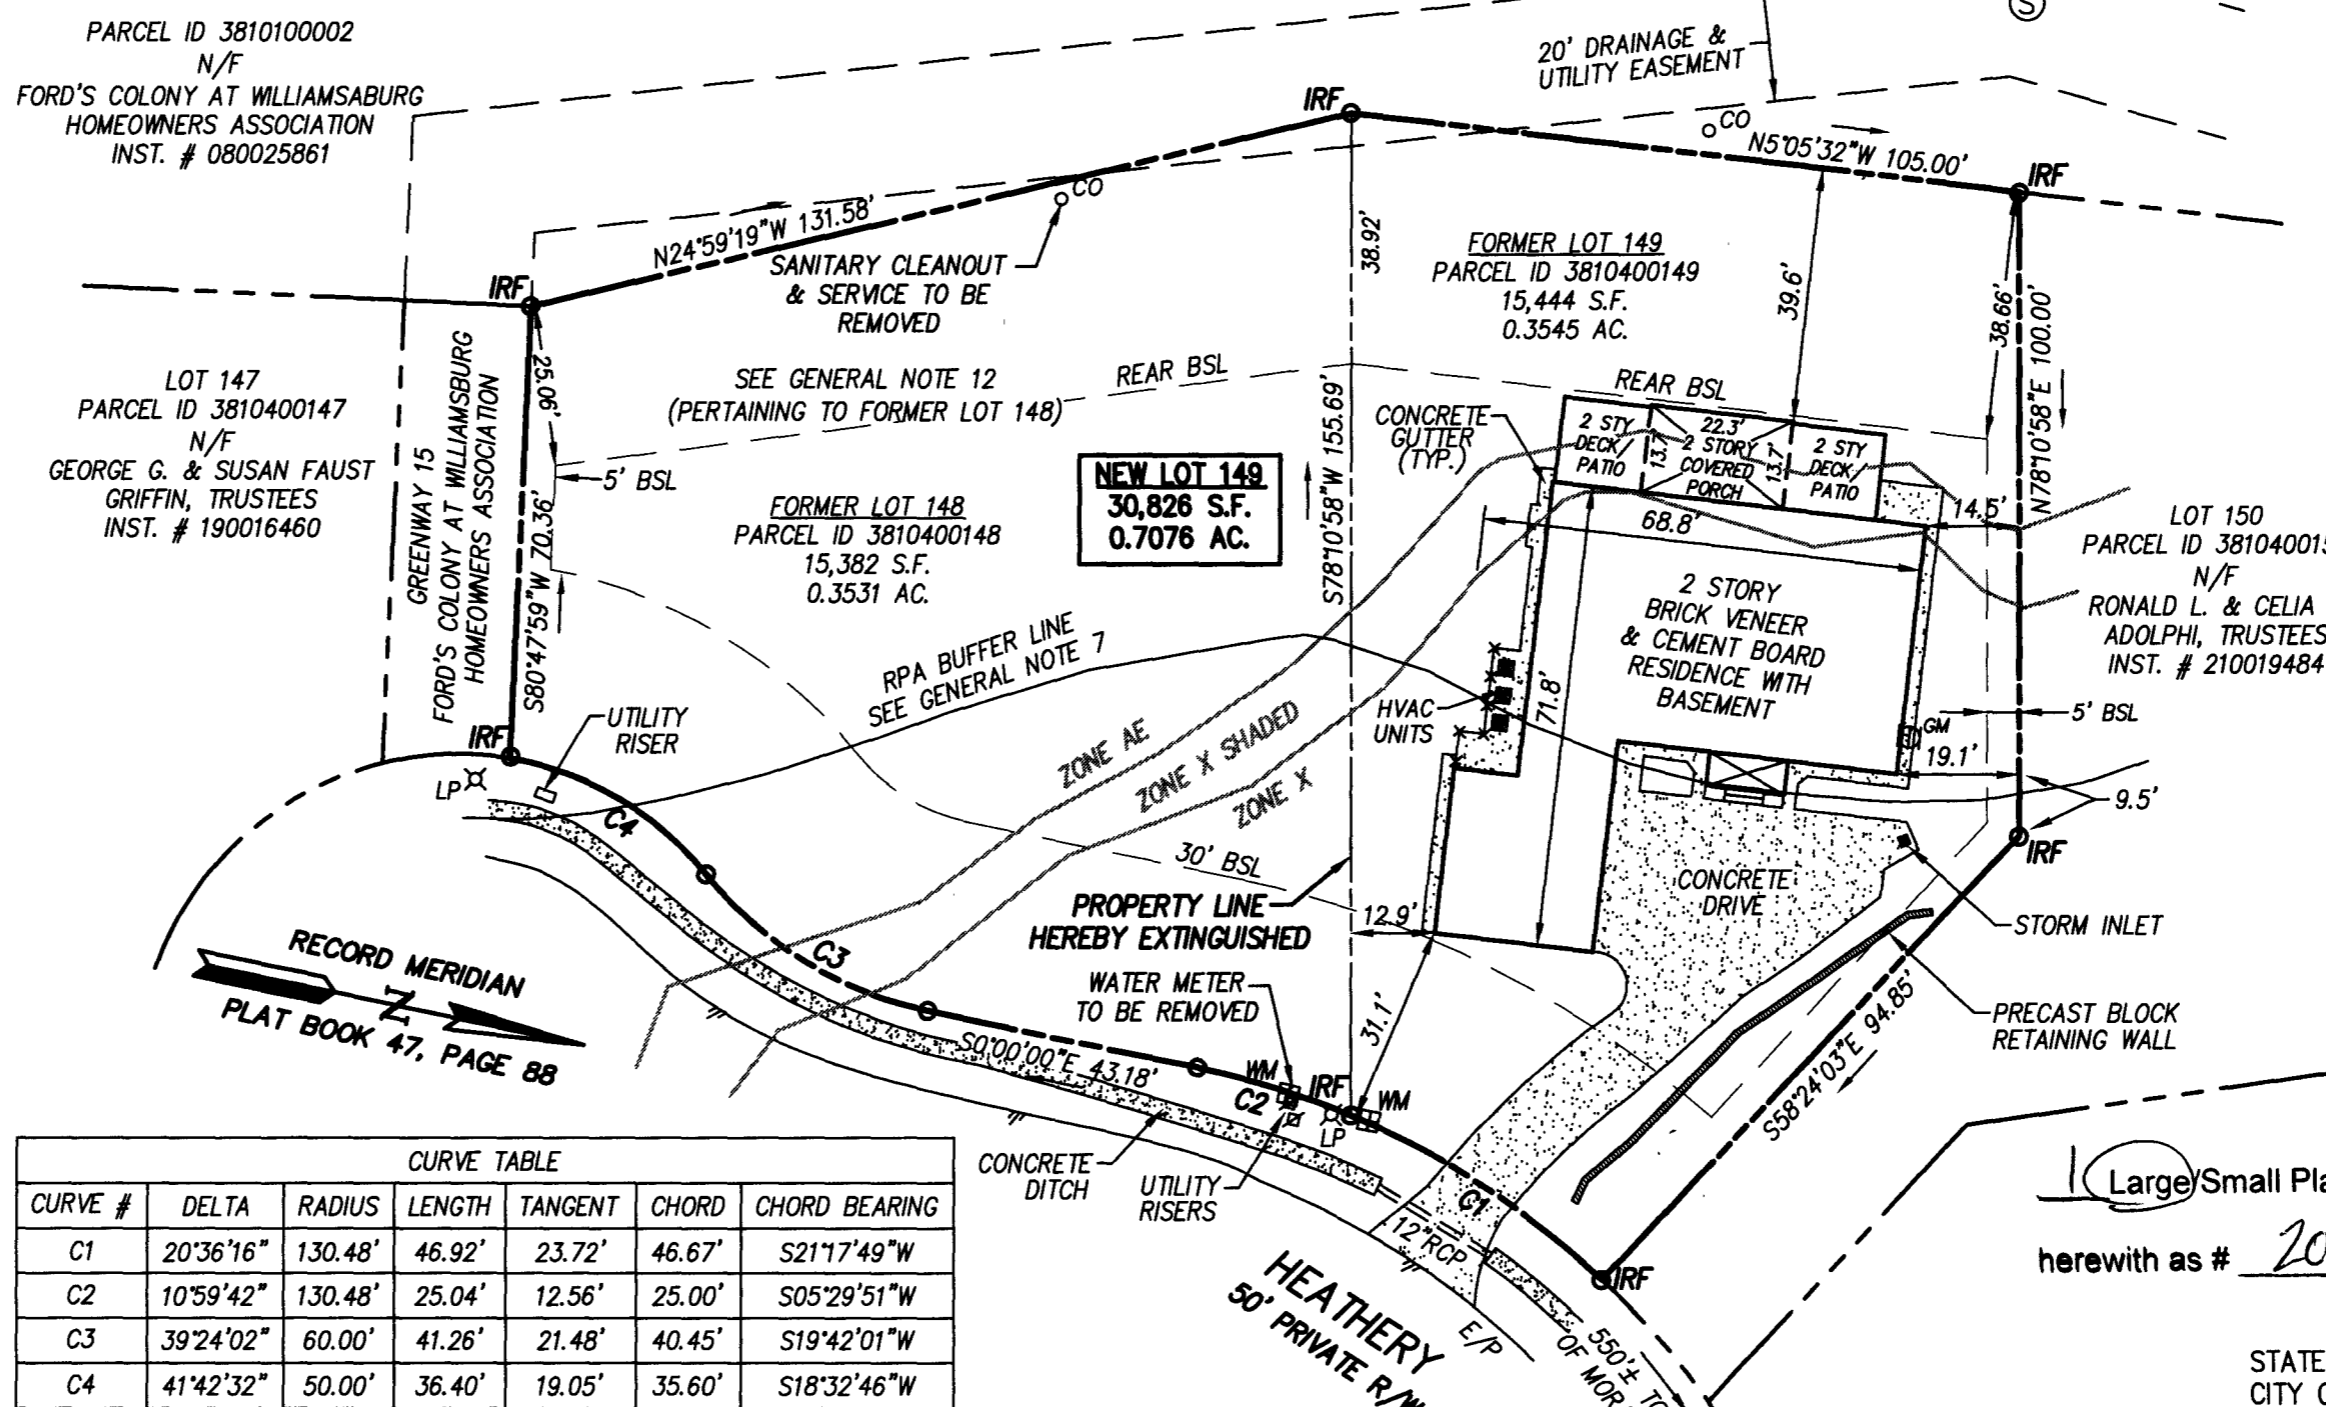 PARCEL ID 3810100002
N/F
FORD'S COLONY AT WILLIAMSABURG
HOMEOWNERS ASSOCIATION
INST. # 080025861
S
20' DRAINAGE &
UTILITY EASEMENT
IRF
CO
N5°05'32"W 105.00'
IRF
N24°59'19"W 131.58'
CO
SANITARY CLEANOUT
& SERVICE TO BE
REMOVED
38.92'
FORMER LOT 149
PARCEL ID 3810400149
15,444 S.F.
0.3545 AC.
39.6'
38.66'
N78°10'58"E 100.00'
IRF
25.06'
LOT 147
PARCEL ID 3810400147
N/F
GEORGE G. & SUSAN FAUST
GRIFFIN, TRUSTEES
INST. # 190016460
GREENWAY 15
FORD'S COLONY AT WILLIAMSBURG
HOMEOWNERS ASSOCIATION
S80°47'59"W 70.36'
SEE GENERAL NOTE 12
(PERTAINING TO FORMER LOT 148)
REAR BSL
REAR BSL
5' BSL
FORMER LOT 148
PARCEL ID 3810400148
15,382 S.F.
0.3531 AC.
NEW LOT 149
30,826 S.F.
0.7076 AC.
S78°10'58"W 155.69'
CONCRETE
GUTTER
(TYP.)
2 STY
DECK/
PATIO
13.7'
22.3'
2 STORY
COVERED
PORCH
13.7'
2 STY
DECK/
PATIO
14.5'
68.8'
2 STORY
BRICK VENEER
& CEMENT BOARD
RESIDENCE WITH
BASEMENT
71.8'
LOT 150
PARCEL ID 381040015
N/F
RONALD L. & CELIA
ADOLPHI, TRUSTEES
INST. # 210019484
5' BSL
GM
19.1'
9.5'
IRF
HVAC
UNITS
RPA BUFFER LINE
SEE GENERAL NOTE 7
ZONE AE
ZONE X SHADED
ZONE X
IRF
UTILITY
RISER
LP
C4
C3
30' BSL
PROPERTY LINE
HEREBY EXTINGUISHED
12.9'
31.1'
CONCRETE
DRIVE
STORM INLET
PRECAST BLOCK
RETAINING WALL
S58°24'03"E 94.85'
RECORD MERIDIAN
N
PLAT BOOK 47, PAGE 88
WATER METER
TO BE REMOVED
S0°00'00"E 43.18'
WM
C2
IRF
LP
WM
CONCRETE
DITCH
UTILITY
RISERS
12"RCP
C1
IRF
HEATHERY
50' PRIVATE R/W
E/P
550'± TO
OF MOR
1 Large/Small Pla
herewith as # 20
STATE
CITY O
CURVE TABLE
CURVE # DELTA RADIUS LENGTH TANGENT CHORD CHORD BEARING
C1 20°36'16" 130.48' 46.92' 23.72' 46.67' S21°17'49"W
C2 10°59'42" 130.48' 25.04' 12.56' 25.00' S05°29'51"W
C3 39°24'02" 60.00' 41.26' 21.48' 40.45' S19°42'01"W
C4 41°42'32" 50.00' 36.40' 19.05' 35.60' S18°32'46"W